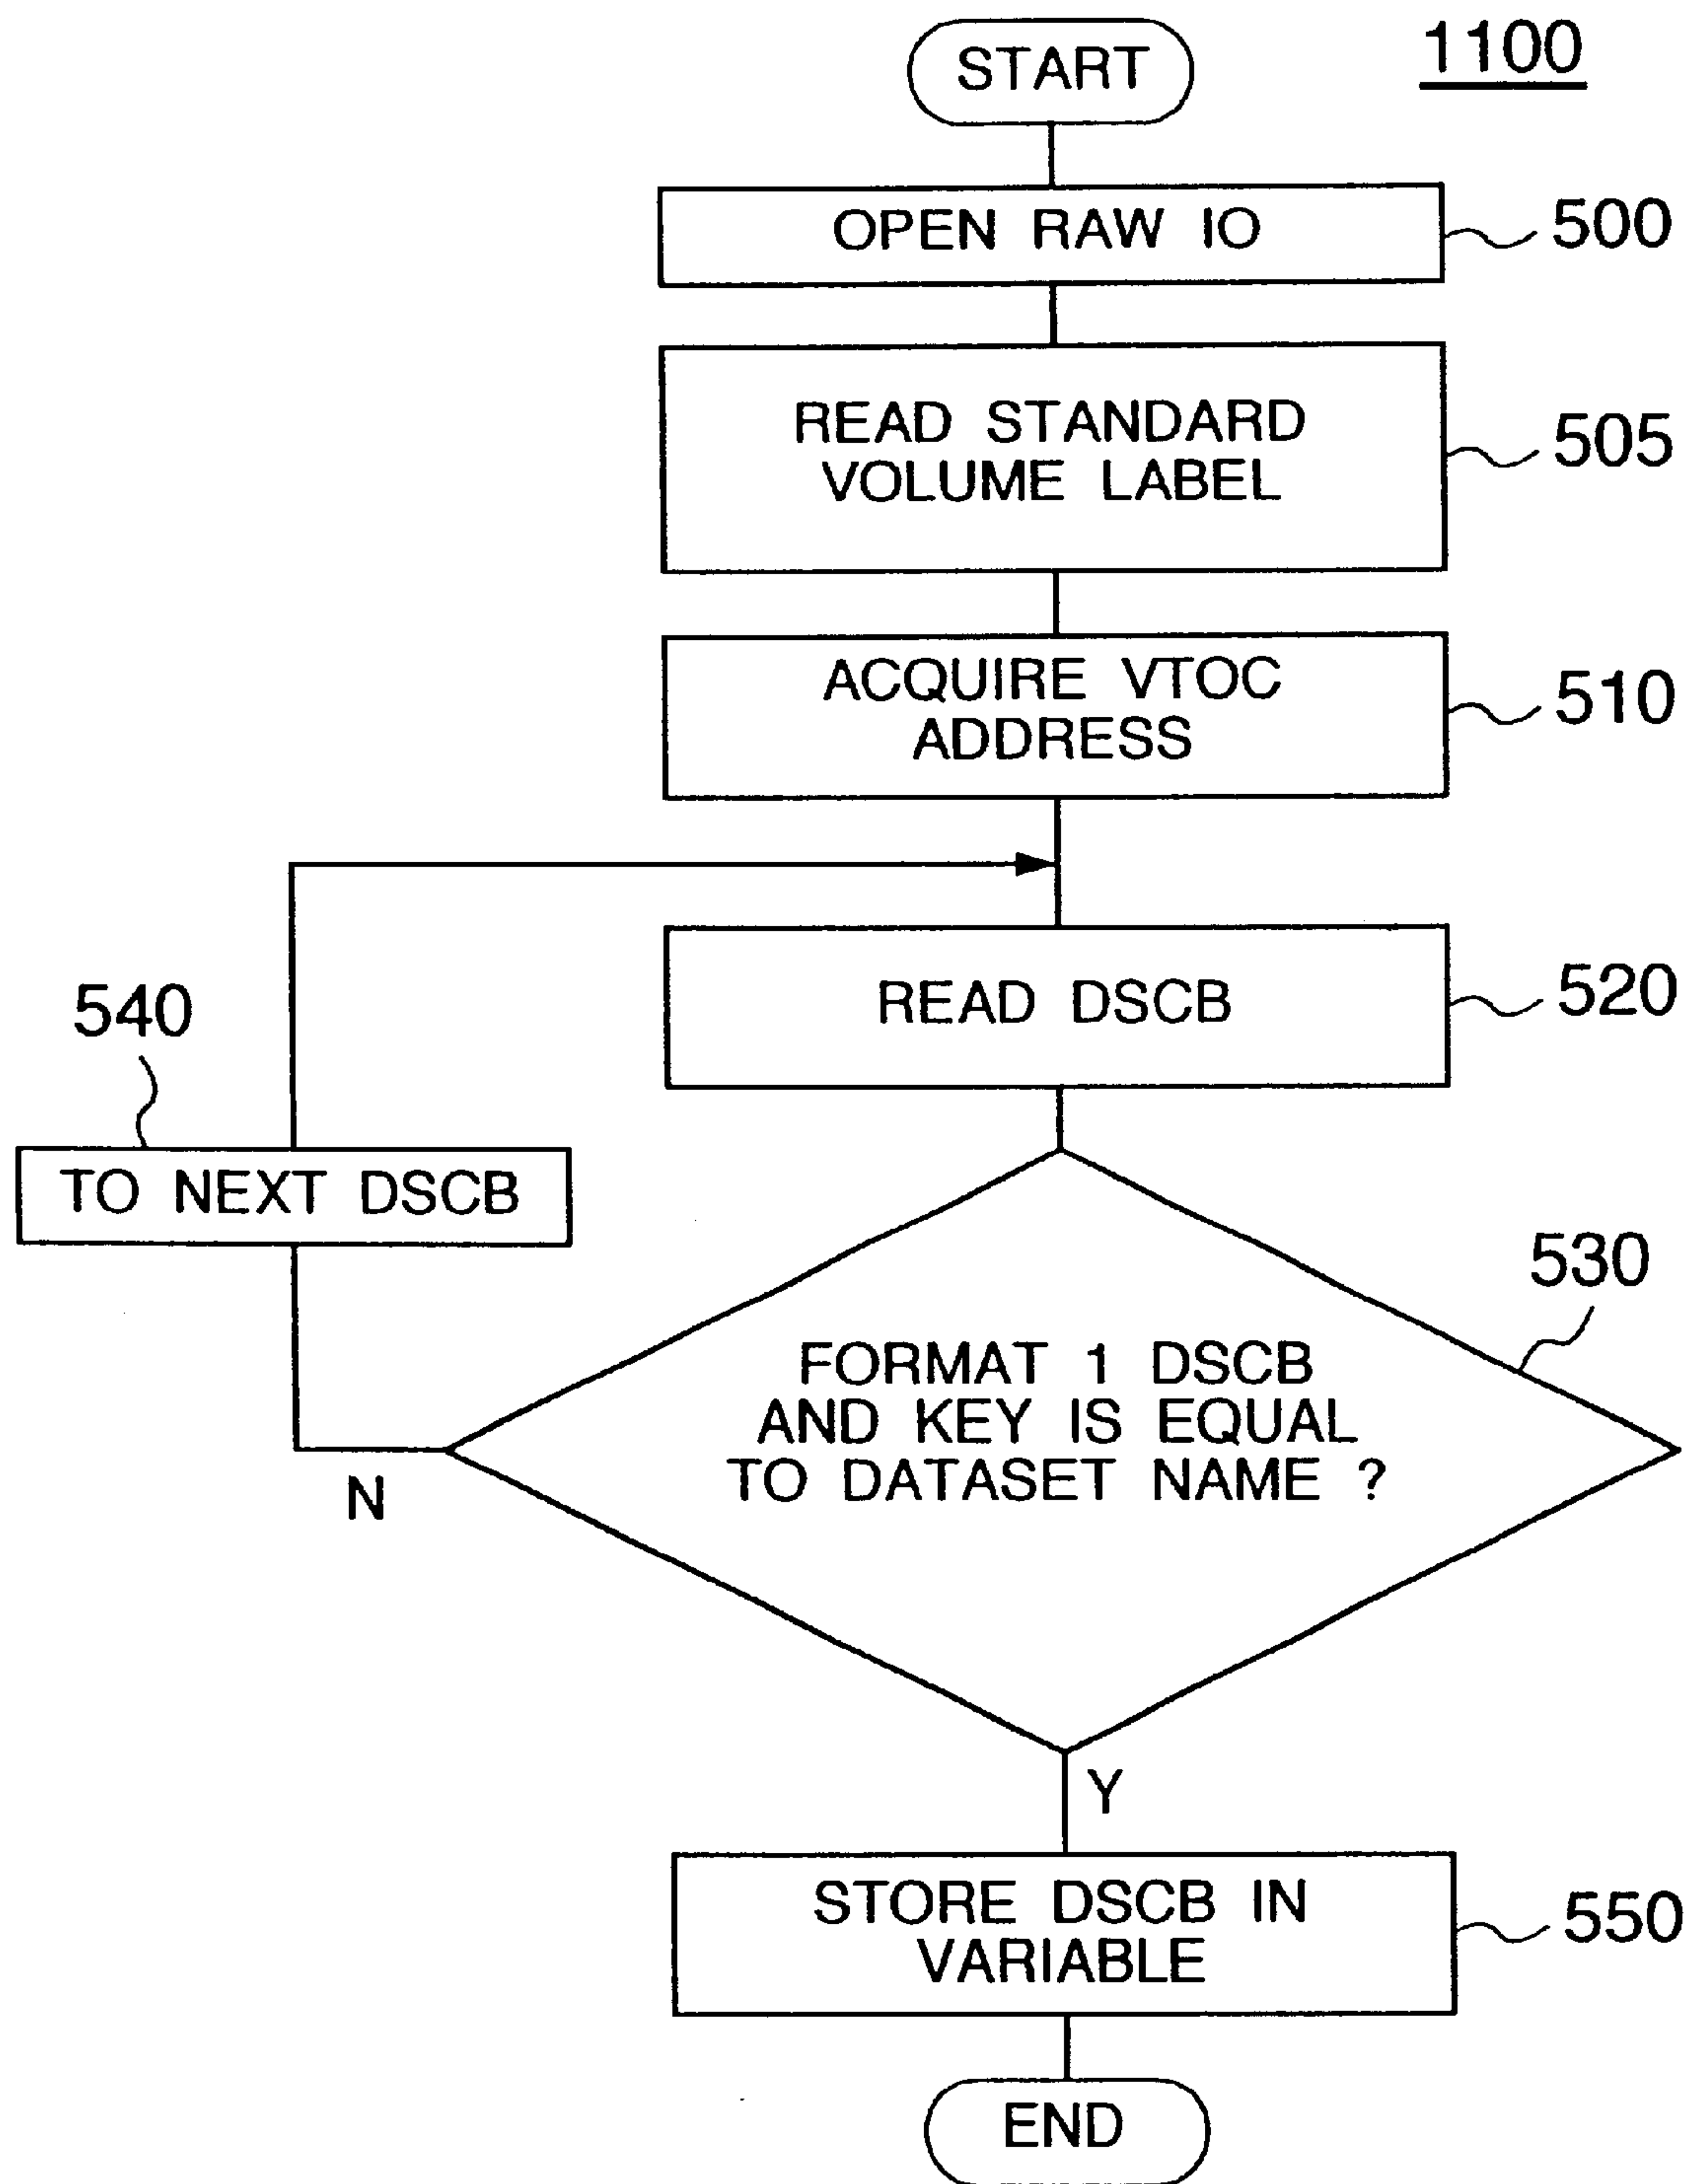 1100
START
OPEN RAW IO
500
READ STANDARD
VOLUME LABEL
505
ACQUIRE VTOC
ADDRESS
510
READ DSCB
520
540
TO NEXT DSCB
530
FORMAT 1 DSCB
AND KEY IS EQUAL
TO DATASET NAME ?
N
Y
STORE DSCB IN
VARIABLE
550
END